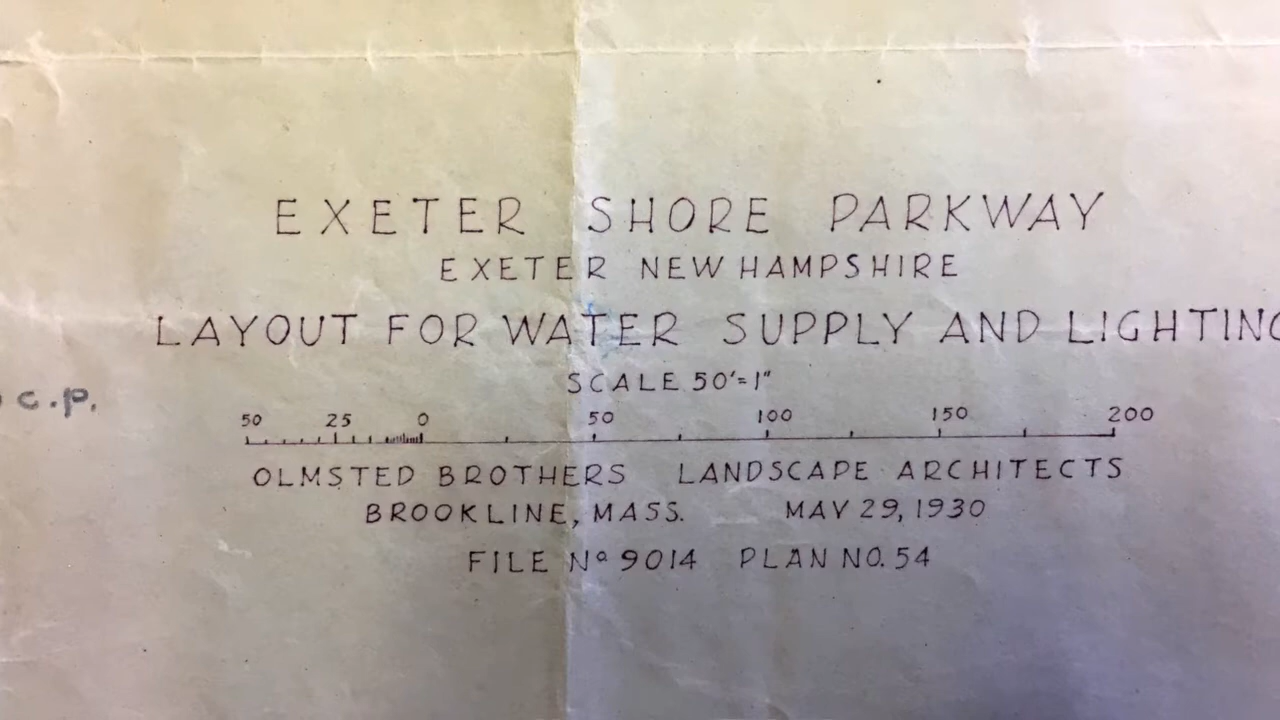 EXETER SHORE PARKWAY
EXETER NEW HAMPSHIRE
LAYOUT FOR WATER SUPPLY AND LIGHTING
SCALE 50'=1"
c.p.
50 25 0 50 100 150 200
OLMSTED BROTHERS LANDSCAPE ARCHITECTS
BROOKLINE, MASS. MAY 29, 1930
FILE Nº 9014 PLAN NO. 54